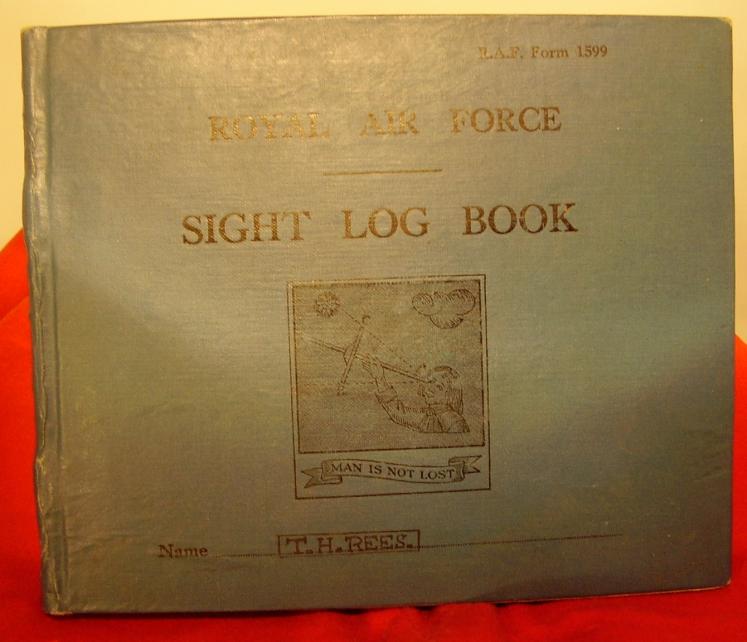 R.A.F. Form 1599
ROYAL AIR FORCE
SIGHT LOG BOOK
MAN IS NOT LOST
Name T.H.REES.